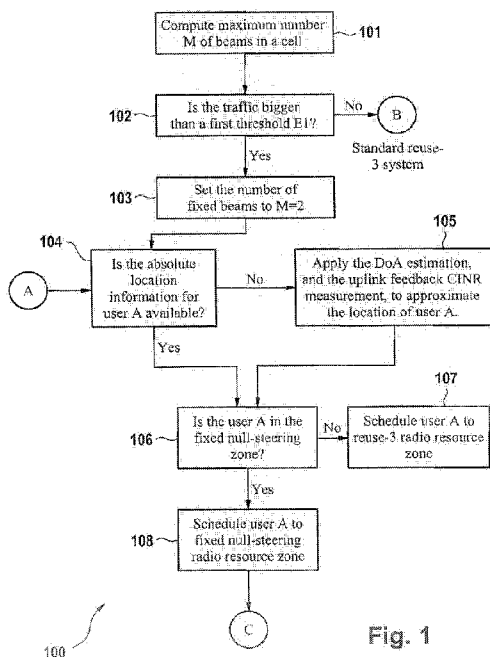 Compute maximum number
M of beams in a cell
101
102
Is the traffic bigger
than a first threshold E1?
No
B
Standard reuse-
3 system
Yes
103
Set the number of
fixed beams to M=2
104
105
A
Is the absolute
location
information for
user A available?
No
Apply the DoA estimation,
and the uplink feedback CINR
measurement, to approximate
the location of user A.
Yes
106
Is the user A in the
fixed null-steering
zone?
No
107
Schedule user A to
reuse-3 radio resource
zone
Yes
108
Schedule user A to
fixed null-steering
radio resource zone
C
100
Fig. 1